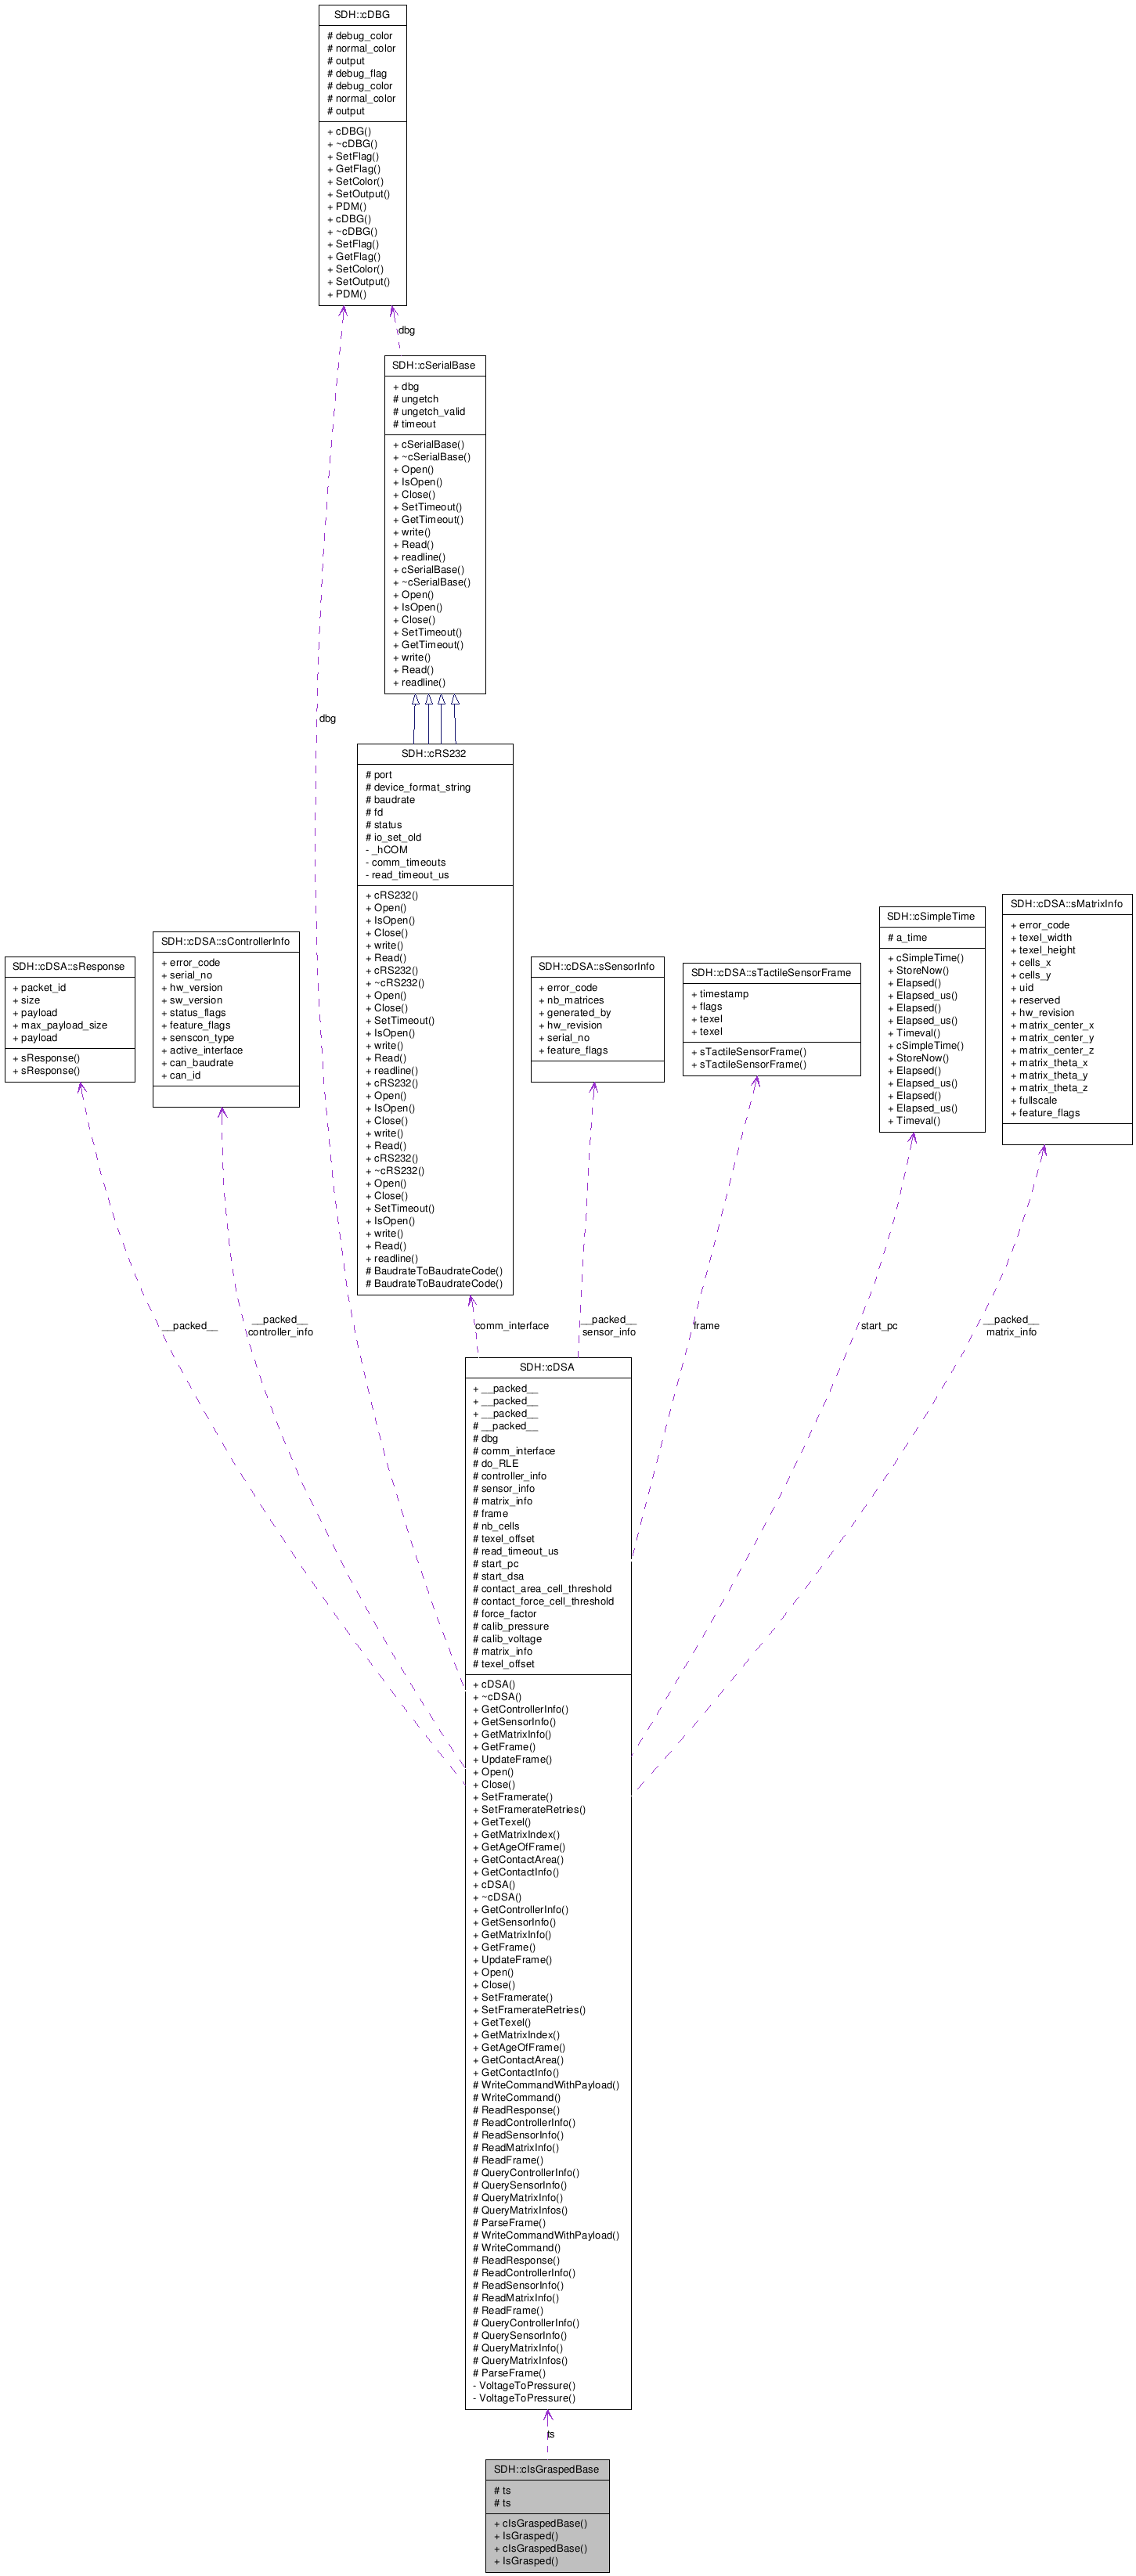 SDH::cDBG
# debug_color
# normal_color
# output
# debug_flag
# debug_color
# normal_color
# output
+ cDBG()
+ ~cDBG()
+ SetFlag()
+ GetFlag()
+ SetColor()
+ SetOutput()
+ PDM()
+ cDBG()
+ ~cDBG()
+ SetFlag()
+ GetFlag()
+ SetColor()
+ SetOutput()
+ PDM()
dbg
SDH::cSerialBase
+ dbg
# ungetch
# ungetch_valid
# timeout
+ cSerialBase()
+ ~cSerialBase()
+ Open()
+ IsOpen()
+ Close()
+ SetTimeout()
+ GetTimeout()
+ write()
+ Read()
+ readline()
+ cSerialBase()
+ ~cSerialBase()
+ Open()
+ IsOpen()
+ Close()
+ SetTimeout()
+ GetTimeout()
+ write()
+ Read()
+ readline()
dbg
SDH::cRS232
# port
# device_format_string
# baudrate
# fd
# status
# io_set_old
- _hCOM
- comm_timeouts
- read_timeout_us
+ cRS232()
+ Open()
+ IsOpen()
+ Close()
+ write()
+ Read()
+ cRS232()
+ ~cRS232()
+ Open()
+ Close()
+ SetTimeout()
+ IsOpen()
+ write()
+ Read()
+ readline()
+ cRS232()
+ Open()
+ IsOpen()
+ Close()
+ write()
+ Read()
+ cRS232()
+ ~cRS232()
+ Open()
+ Close()
+ SetTimeout()
+ IsOpen()
+ write()
+ Read()
+ readline()
# BaudrateToBaudrateCode()
# BaudrateToBaudrateCode()
SDH::cDSA::sResponse
+ packet_id
+ size
+ payload
+ max_payload_size
+ payload
+ sResponse()
+ sResponse()
SDH::cDSA::sControllerInfo
+ error_code
+ serial_no
+ hw_version
+ sw_version
+ status_flags
+ feature_flags
+ senscon_type
+ active_interface
+ can_baudrate
+ can_id
SDH::cDSA::sSensorInfo
+ error_code
+ nb_matrices
+ generated_by
+ hw_revision
+ serial_no
+ feature_flags
SDH::cDSA::sTactileSensorFrame
+ timestamp
+ flags
+ texel
+ texel
+ sTactileSensorFrame()
+ sTactileSensorFrame()
SDH::cSimpleTime
# a_time
+ cSimpleTime()
+ StoreNow()
+ Elapsed()
+ Elapsed_us()
+ Elapsed()
+ Elapsed_us()
+ Timeval()
+ cSimpleTime()
+ StoreNow()
+ Elapsed()
+ Elapsed_us()
+ Elapsed()
+ Elapsed_us()
+ Timeval()
SDH::cDSA::sMatrixInfo
+ error_code
+ texel_width
+ texel_height
+ cells_x
+ cells_y
+ uid
+ reserved
+ hw_revision
+ matrix_center_x
+ matrix_center_y
+ matrix_center_z
+ matrix_theta_x
+ matrix_theta_y
+ matrix_theta_z
+ fullscale
+ feature_flags
__packed__
__packed__
controller_info
comm_interface
__packed__
sensor_info
frame
start_pc
__packed__
matrix_info
SDH::cDSA
+ __packed__
+ __packed__
+ __packed__
# __packed__
# dbg
# comm_interface
# do_RLE
# controller_info
# sensor_info
# matrix_info
# frame
# nb_cells
# texel_offset
# read_timeout_us
# start_pc
# start_dsa
# contact_area_cell_threshold
# contact_force_cell_threshold
# force_factor
# calib_pressure
# calib_voltage
# matrix_info
# texel_offset
+ cDSA()
+ ~cDSA()
+ GetControllerInfo()
+ GetSensorInfo()
+ GetMatrixInfo()
+ GetFrame()
+ UpdateFrame()
+ Open()
+ Close()
+ SetFramerate()
+ SetFramerateRetries()
+ GetTexel()
+ GetMatrixIndex()
+ GetAgeOfFrame()
+ GetContactArea()
+ GetContactInfo()
+ cDSA()
+ ~cDSA()
+ GetControllerInfo()
+ GetSensorInfo()
+ GetMatrixInfo()
+ GetFrame()
+ UpdateFrame()
+ Open()
+ Close()
+ SetFramerate()
+ SetFramerateRetries()
+ GetTexel()
+ GetMatrixIndex()
+ GetAgeOfFrame()
+ GetContactArea()
+ GetContactInfo()
# WriteCommandWithPayload()
# WriteCommand()
# ReadResponse()
# ReadControllerInfo()
# ReadSensorInfo()
# ReadMatrixInfo()
# ReadFrame()
# QueryControllerInfo()
# QuerySensorInfo()
# QueryMatrixInfo()
# QueryMatrixInfos()
# ParseFrame()
# WriteCommandWithPayload()
# WriteCommand()
# ReadResponse()
# ReadControllerInfo()
# ReadSensorInfo()
# ReadMatrixInfo()
# ReadFrame()
# QueryControllerInfo()
# QuerySensorInfo()
# QueryMatrixInfo()
# QueryMatrixInfos()
# ParseFrame()
- VoltageToPressure()
- VoltageToPressure()
ts
SDH::cIsGraspedBase
# ts
# ts
+ cIsGraspedBase()
+ IsGrasped()
+ cIsGraspedBase()
+ IsGrasped()